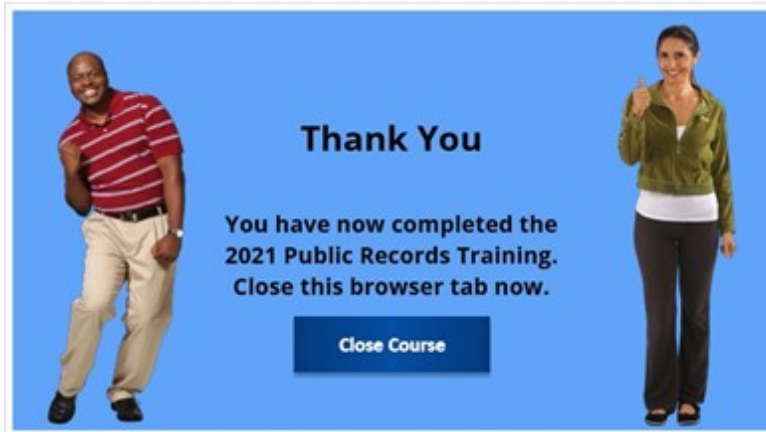 Thank You
You have now completed the
2021 Public Records Training.
Close this browser tab now.
Close Course